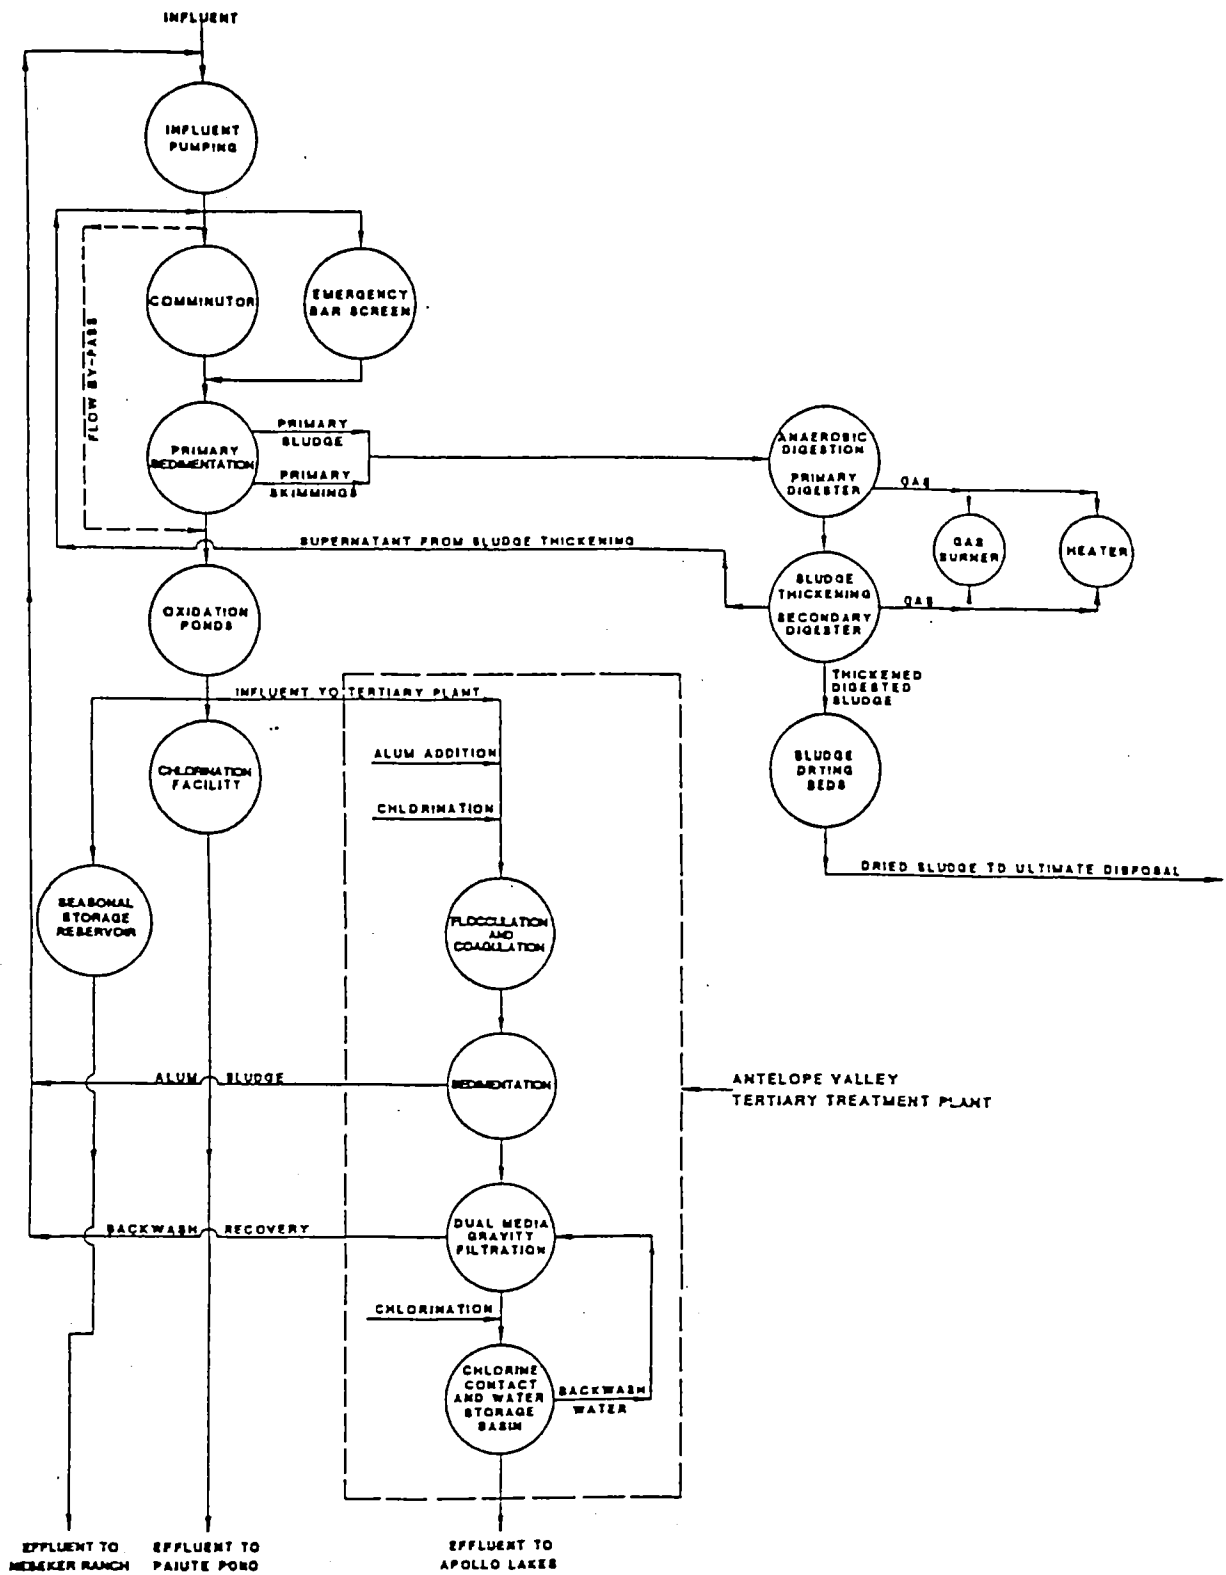 INFLUENT
INFLUENT
PUMPING
COMMINUTOR
EMERGENCY
BAR SCREEN
FLOW BY-PASS
PRIMARY
SEDIMENTATION
PRIMARY
SLUDGE
PRIMARY
SKIMMINGS
ANAEROBIC
DIGESTION
PRIMARY
DIGESTER
GAS
GAS
BURNER
HEATER
SUPERNATANT FROM SLUDGE THICKENING
SLUDGE
THICKENING
SECONDARY
DIGESTER
GAS
OXIDATION
PONDS
THICKENED
DIGESTED
SLUDGE
INFLUENT TO TERTIARY PLANT
ALUM ADDITION
CHLORINATION
CHLORINATION
FACILITY
SLUDGE
DRYING
BEDS
DRIED SLUDGE TO ULTIMATE DISPOSAL
SEASONAL
STORAGE
RESERVOIR
FLOCCULATION
AND
COAGULATION
ALUM SLUDGE
SEDIMENTATION
ANTELOPE VALLEY
TERTIARY TREATMENT PLANT
BACKWASH RECOVERY
DUAL MEDIA
GRAVITY
FILTRATION
CHLORINATION
CHLORINE
CONTACT
AND WATER
STORAGE
BASIN
BACKWASH
WATER
EFFLUENT TO
RANCH
EFFLUENT TO
PAIUTE POND
EFFLUENT TO
APOLLO LAKES